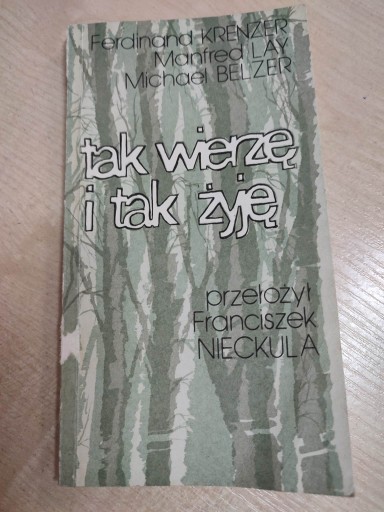 Ferdinand KRENZER
Manfred LAY
Michael BELZER
tak wierzę
i tak żyję
przełożył
Franciszek
NIECKULA